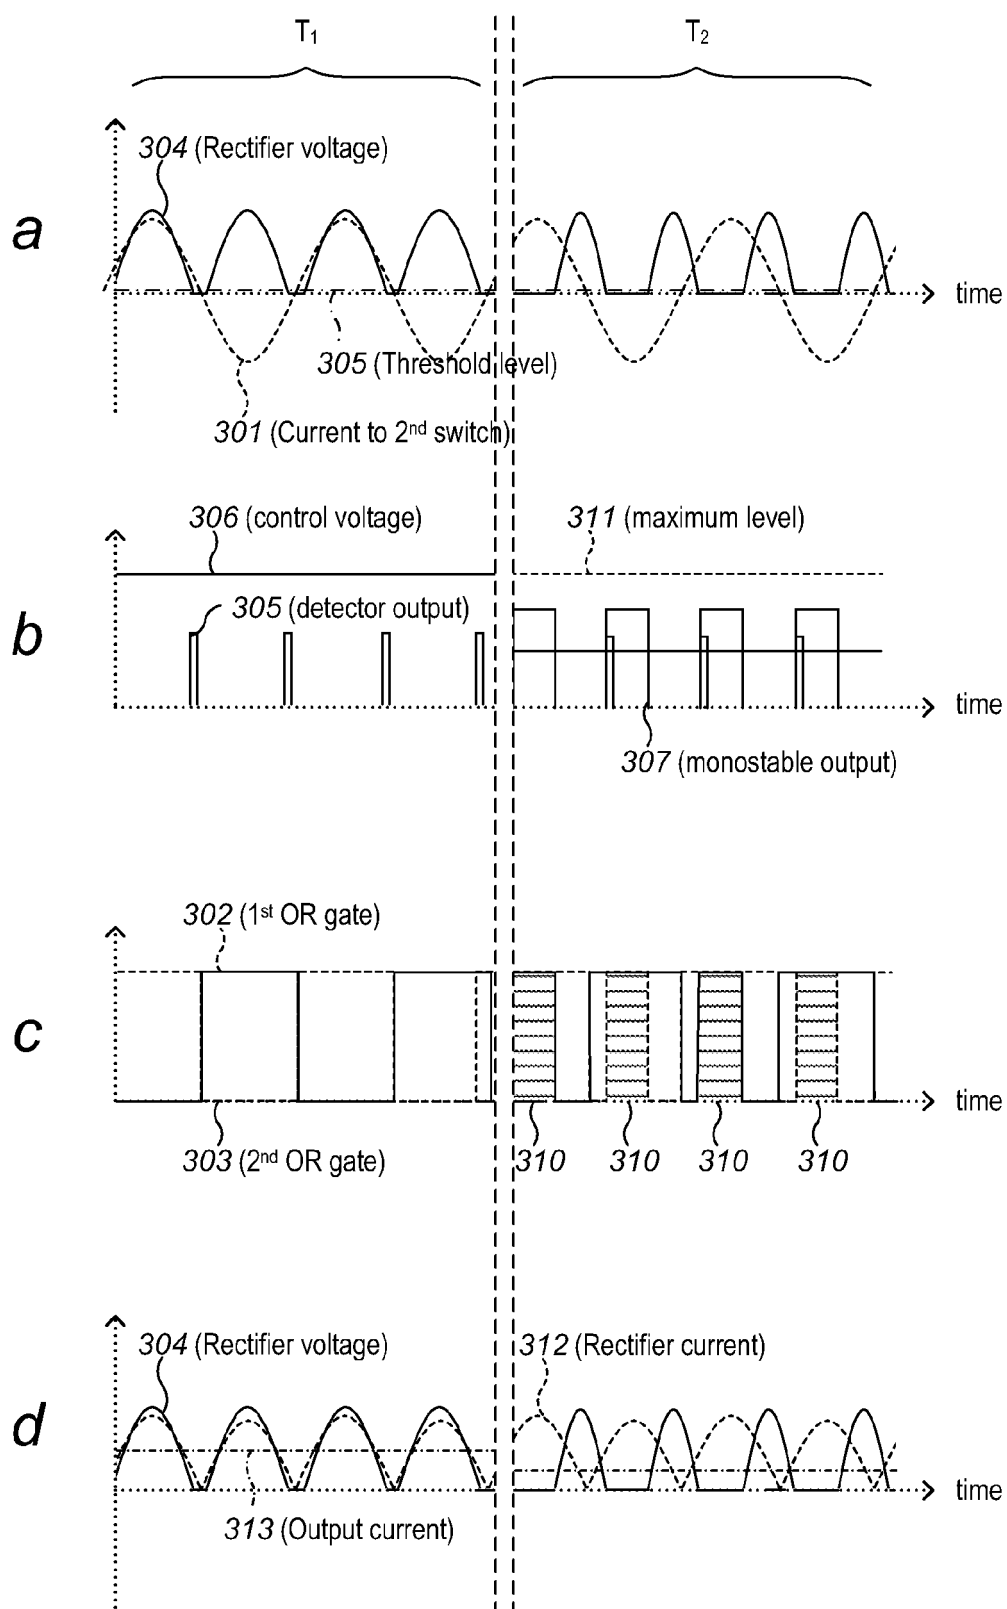 T1
T2
304 (Rectifier voltage)
a
time
305 (Threshold level)
301 (Current to 2nd switch)
306 (control voltage)
311 (maximum level)
305 (detector output)
b
time
307 (monostable output)
302 (1st OR gate)
c
time
303 (2nd OR gate)
310
310
310
310
304 (Rectifier voltage)
312 (Rectifier current)
d
time
313 (Output current)